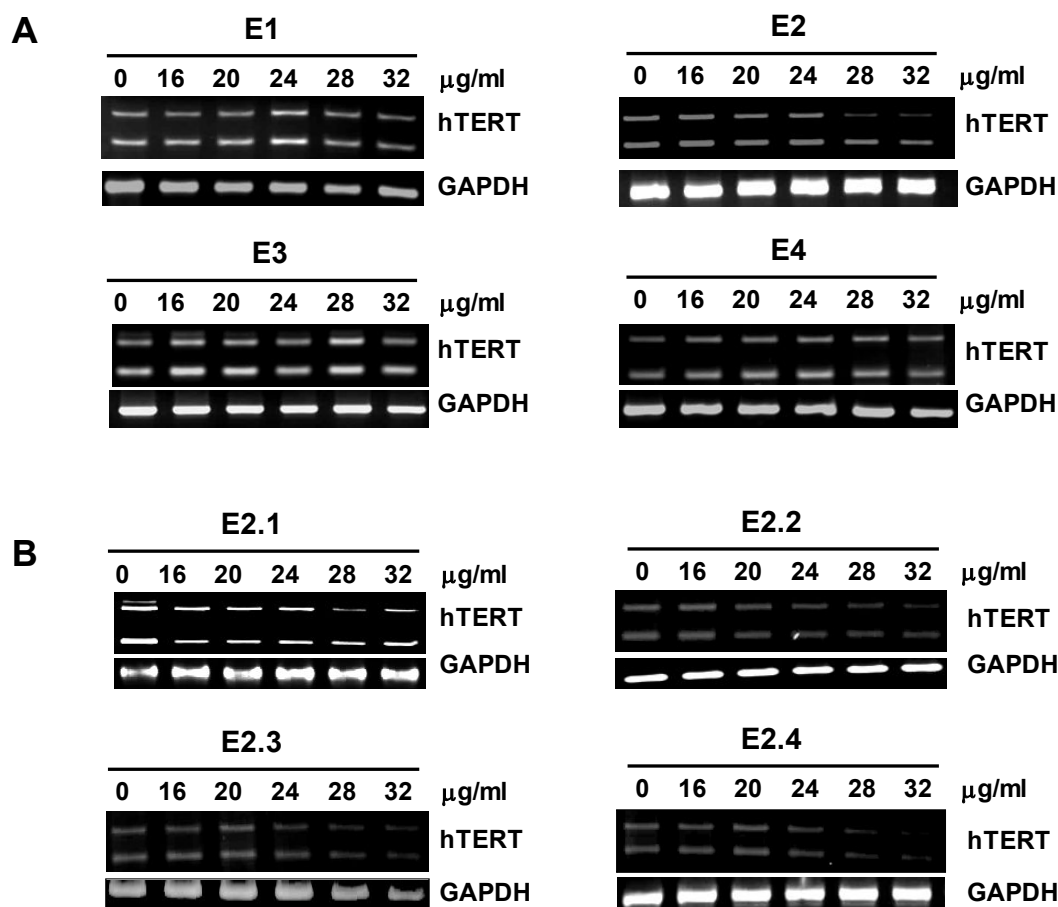 A
E1
0 16 20 24 28 32 μg/ml
hTERT
GAPDH
E2
0 16 20 24 28 32 μg/ml
hTERT
GAPDH
E3
0 16 20 24 28 32 μg/ml
hTERT
GAPDH
E4
0 16 20 24 28 32 μg/ml
hTERT
GAPDH
B
E2.1
0 16 20 24 28 32 μg/ml
hTERT
GAPDH
E2.2
0 16 20 24 28 32 μg/ml
hTERT
GAPDH
E2.3
0 16 20 24 28 32 μg/ml
hTERT
GAPDH
E2.4
0 16 20 24 28 32 μg/ml
hTERT
GAPDH